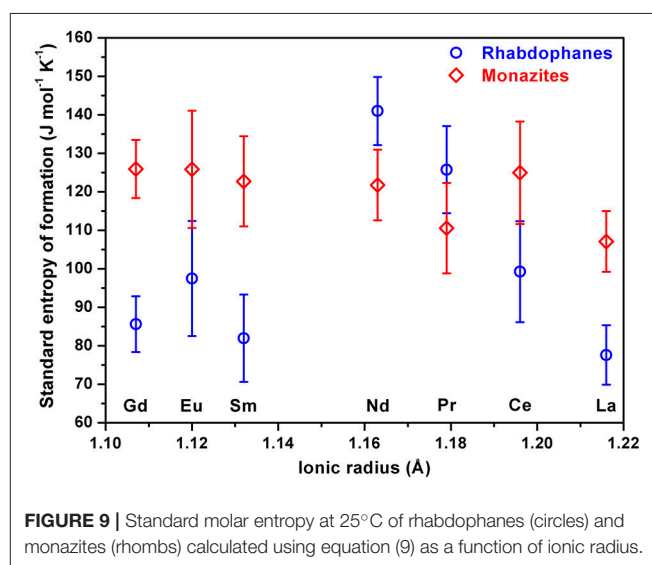 Standard entropy of formation (J mol⁻¹ K⁻¹)
160
150
140
130
120
110
100
90
80
70
60
Rhabdophanes
Monazites
Gd Eu Sm Nd Pr Ce La
1.10 1.12 1.14 1.16 1.18 1.20 1.22
Ionic radius (Å)
FIGURE 9 | Standard molar entropy at 25°C of rhabdophanes (circles) and
monazites (rhombs) calculated using equation (9) as a function of ionic radius.